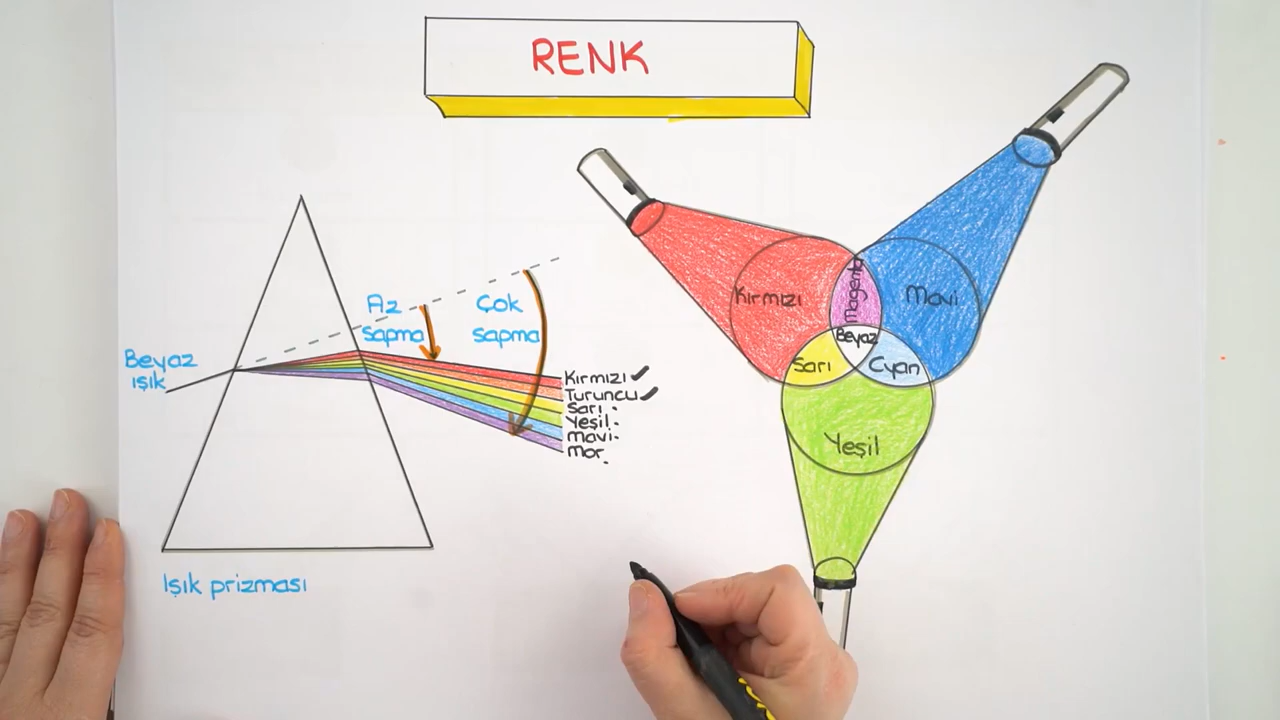 RENK
Az
sapma
Çok
sapma
Beyaz
ışık
Kırmızı
Turuncu
Sarı
Yeşil
Mavi
Mor
Işık prizması
Kırmızı
Magenta
Mavi
Beyaz
Sarı
Cyan
Yeşil